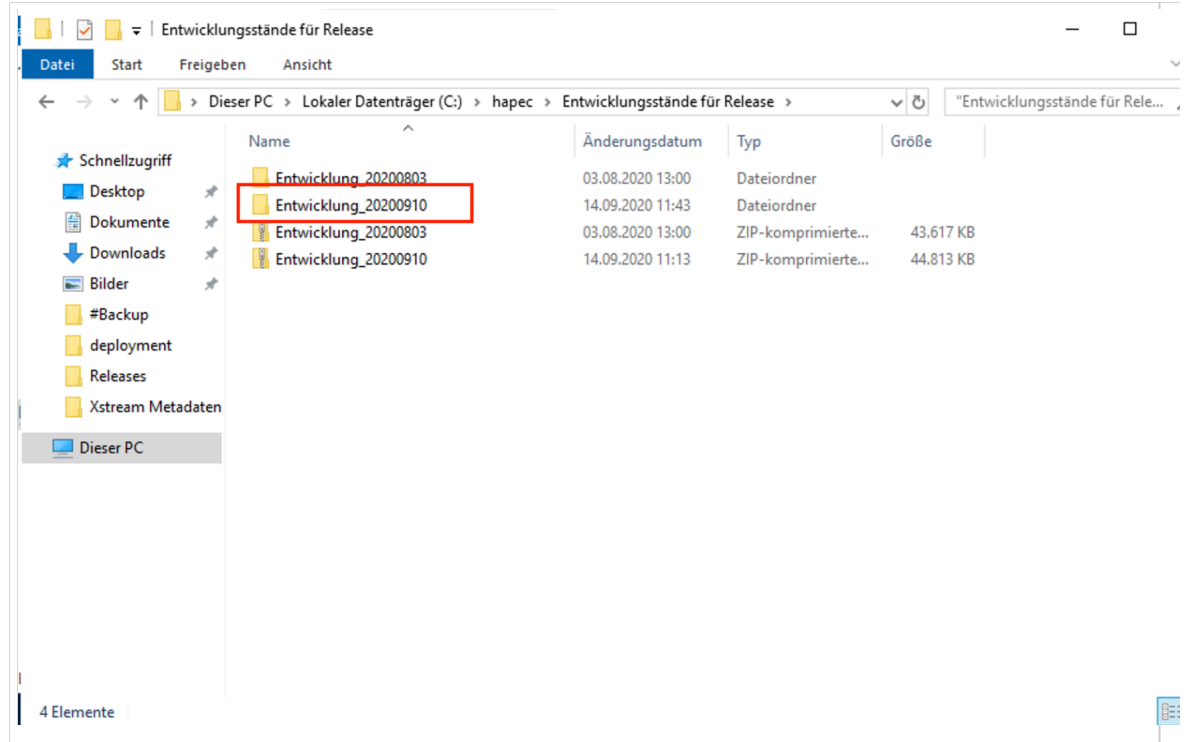 Entwicklungsstände für Release
Datei Start Freigeben Ansicht
Dieser PC > Lokaler Datenträger (C:) > hapec > Entwicklungsstände für Release > "Entwicklungsstände für Rele...
Name Änderungsdatum Typ Größe
Schnellzugriff
Desktop
Dokumente
Downloads
Bilder
#Backup
deployment
Releases
Xstream Metadaten
Dieser PC
Entwicklung_20200803 03.08.2020 13:00 Dateiordner
Entwicklung_20200910 14.09.2020 11:43 Dateiordner
Entwicklung_20200803 03.08.2020 13:00 ZIP-komprimierte... 43.617 KB
Entwicklung_20200910 14.09.2020 11:13 ZIP-komprimierte... 44.813 KB
4 Elemente